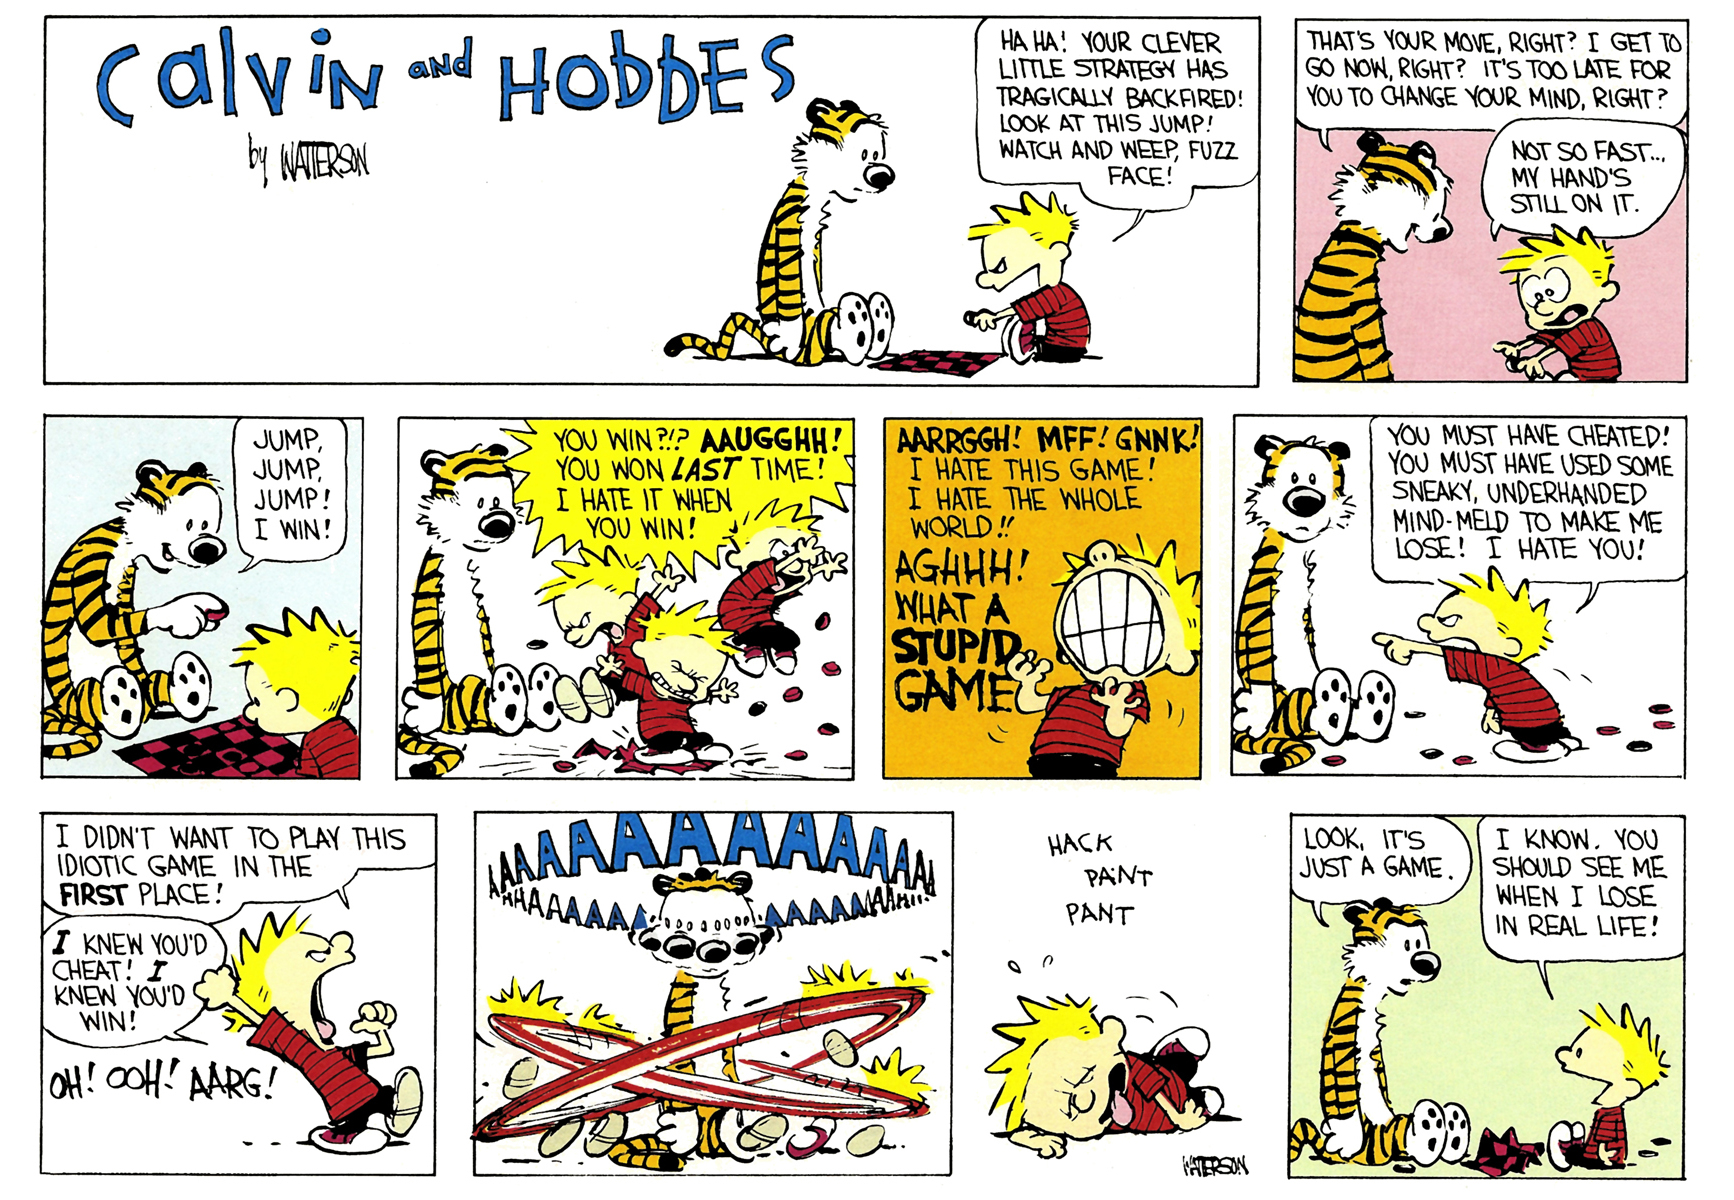 Calvin and HObbES
by WATTERSON
HA HA! YOUR CLEVER
LITTLE STRATEGY HAS
TRAGICALLY BACKFIRED!
LOOK AT THIS JUMP!
WATCH AND WEEP, FUZZ
FACE!
THAT'S YOUR MOVE, RIGHT? I GET TO
GO NOW, RIGHT? IT'S TOO LATE FOR
YOU TO CHANGE YOUR MIND, RIGHT?
NOT SO FAST...
MY HAND'S
STILL ON IT.
JUMP,
JUMP,
JUMP!
I WIN!
YOU WIN?!? AAUGGHH!
YOU WON LAST TIME!
I HATE IT WHEN
YOU WIN!
AARRGGH! MFF! GNNK!
I HATE THIS GAME!
I HATE THE WHOLE
WORLD!!
AGHHH!
WHAT A
STUPID
GAME
YOU MUST HAVE CHEATED!
YOU MUST HAVE USED SOME
SNEAKY, UNDERHANDED
MIND-MELD TO MAKE ME
LOSE! I HATE YOU!
I DIDN'T WANT TO PLAY THIS
IDIOTIC GAME IN THE
FIRST PLACE!
I KNEW YOU'D
CHEAT! I
KNEW YOU'D
WIN!
OH! OOH! AARG!
AAAAAAAAAAAAAAA
AAAAAAAAA AAAAAAAAA
HACK
PANT
PANT
WATERSON
LOOK, IT'S
JUST A GAME.
I KNOW. YOU
SHOULD SEE ME
WHEN I LOSE
IN REAL LIFE!